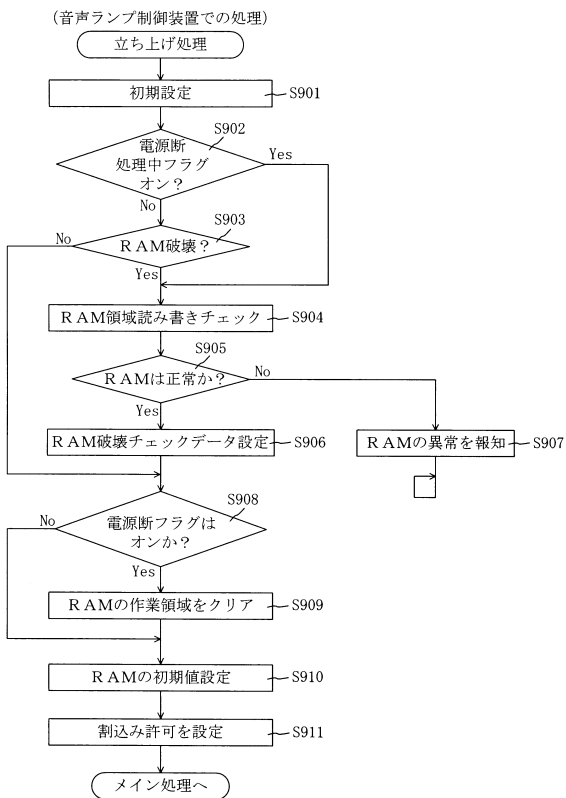 (音声ランプ制御装置での処理)
立ち上げ処理
初期設定
S901
S902
電源断
処理中フラグ
オン?
Yes
No
S903
RAM破壊?
No
Yes
RAM領域読み書きチェック
S904
S905
RAMは正常か?
No
Yes
RAM破壊チェックデータ設定
S906
RAMの異常を報知
S907
S908
電源断フラグは
オンか?
No
Yes
RAMの作業領域をクリア
S909
RAMの初期値設定
S910
割込み許可を設定
S911
メイン処理へ